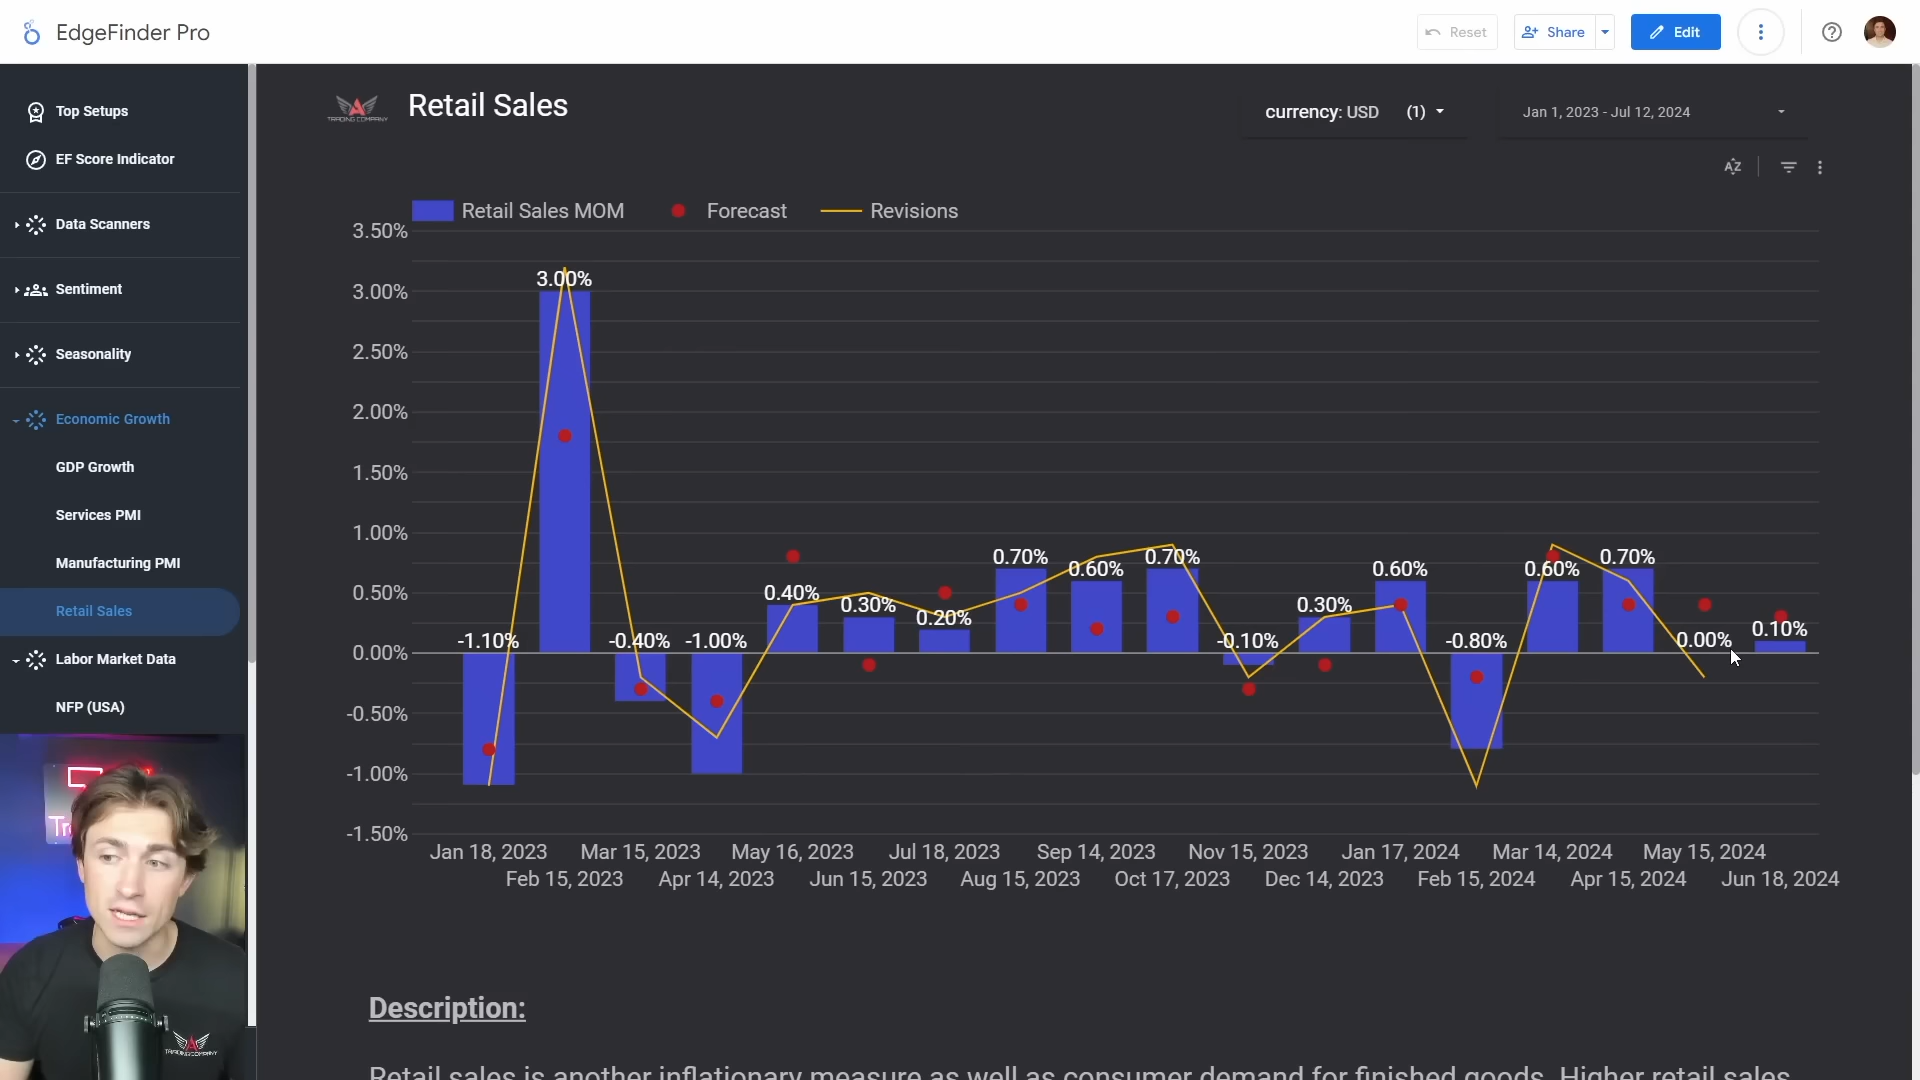 EdgeFinder Pro
Reset
Share
Edit
Top Setups
EF Score Indicator
Data Scanners
Sentiment
Seasonality
Economic Growth
GDP Growth
Services PMI
Manufacturing PMI
Retail Sales
Labor Market Data
NFP (USA)
TRADING COMPANY
Retail Sales
currency: USD (1)
Jan 1, 2023 - Jul 12, 2024
AZ
Retail Sales MOM Forecast Revisions
3.50%
3.00%
2.50%
2.00%
1.50%
1.00%
0.50%
0.00%
-0.50%
-1.00%
-1.50%
-1.10%
3.00%
-0.40%
-1.00%
0.40%
0.30%
0.20%
0.70%
0.60%
0.70%
-0.10%
0.30%
0.60%
-0.80%
0.60%
0.70%
0.00%
0.10%
Jan 18, 2023 Mar 15, 2023 May 16, 2023 Jul 18, 2023 Sep 14, 2023 Nov 15, 2023 Jan 17, 2024 Mar 14, 2024 May 15, 2024
Feb 15, 2023 Apr 14, 2023 Jun 15, 2023 Aug 15, 2023 Oct 17, 2023 Dec 14, 2023 Feb 15, 2024 Apr 15, 2024 Jun 18, 2024
Description:
Retail sales is another inflationary measure as well as consumer demand for finished goods. Higher retail sales
TRADING COMPANY